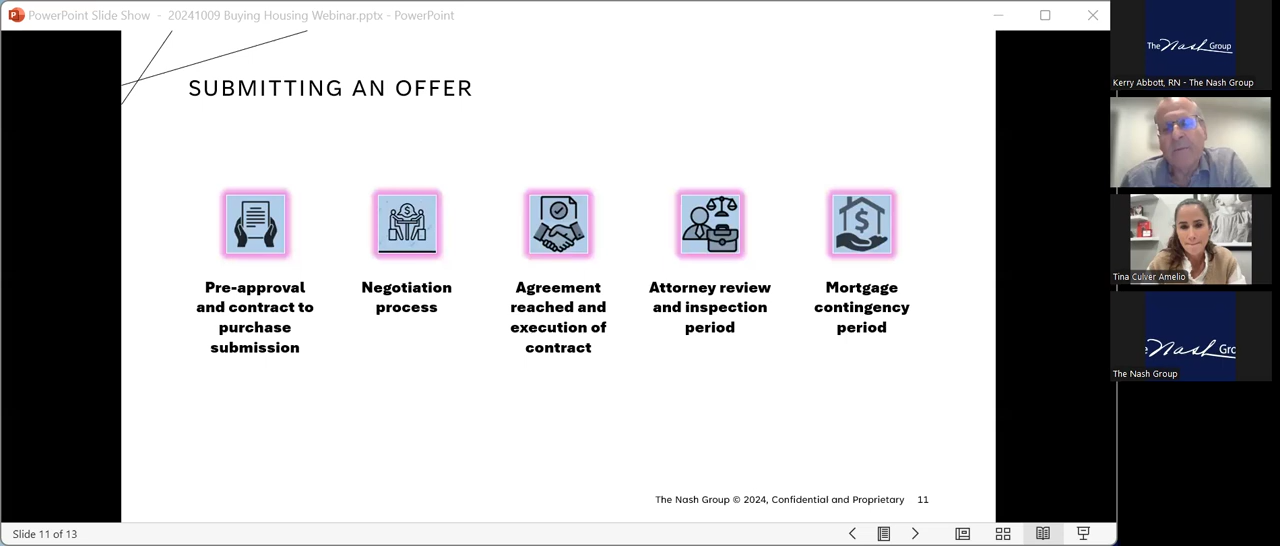 PowerPoint Slide Show - 20241009 Buying Housing Webinar.pptx - PowerPoint
SUBMITTING AN OFFER
Pre-approval
and contract to
purchase
submission
Negotiation
process
Agreement
reached and
execution of
contract
Attorney review
and inspection
period
Mortgage
contingency
period
The Nash Group © 2024, Confidential and Proprietary 11
Slide 11 of 13
The Nash Group
Kerry Abbott, RN - The Nash Group
Tina Culver Amelio
Nash
The Nash Group